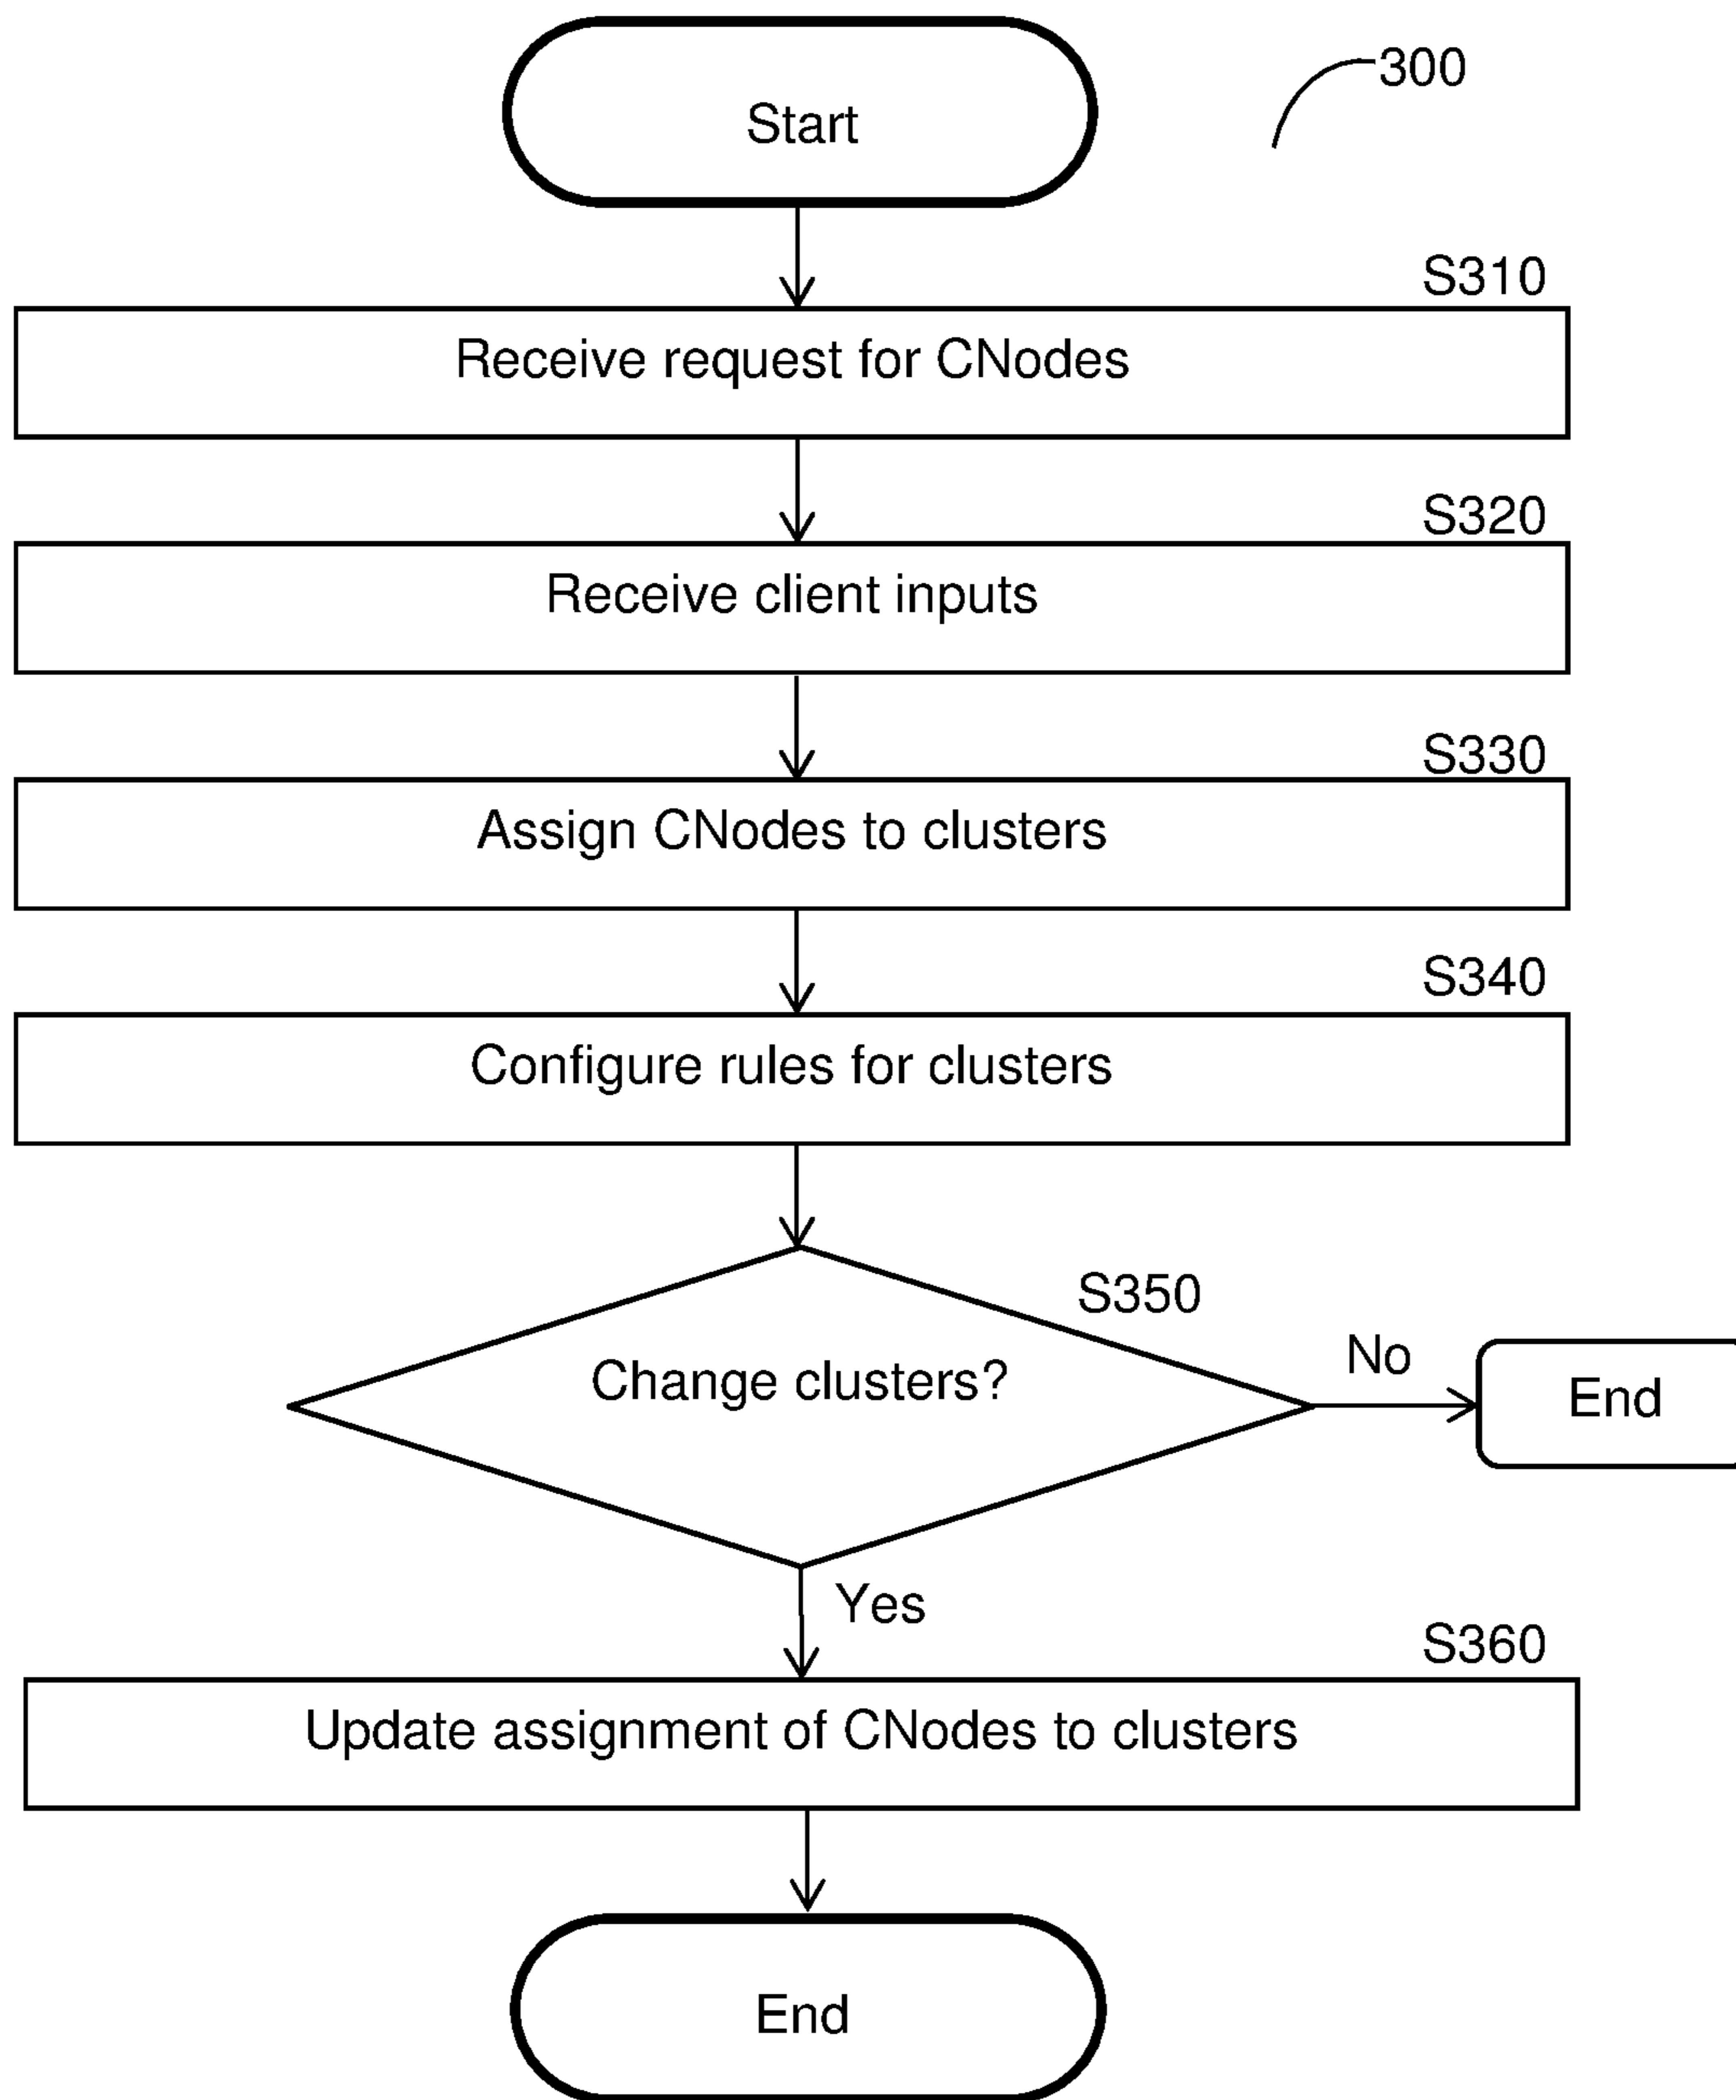 Start
300
S310
Receive request for CNodes
S320
Receive client inputs
S330
Assign CNodes to clusters
S340
Configure rules for clusters
S350
Change clusters?
No
End
Yes
S360
Update assignment of CNodes to clusters
End